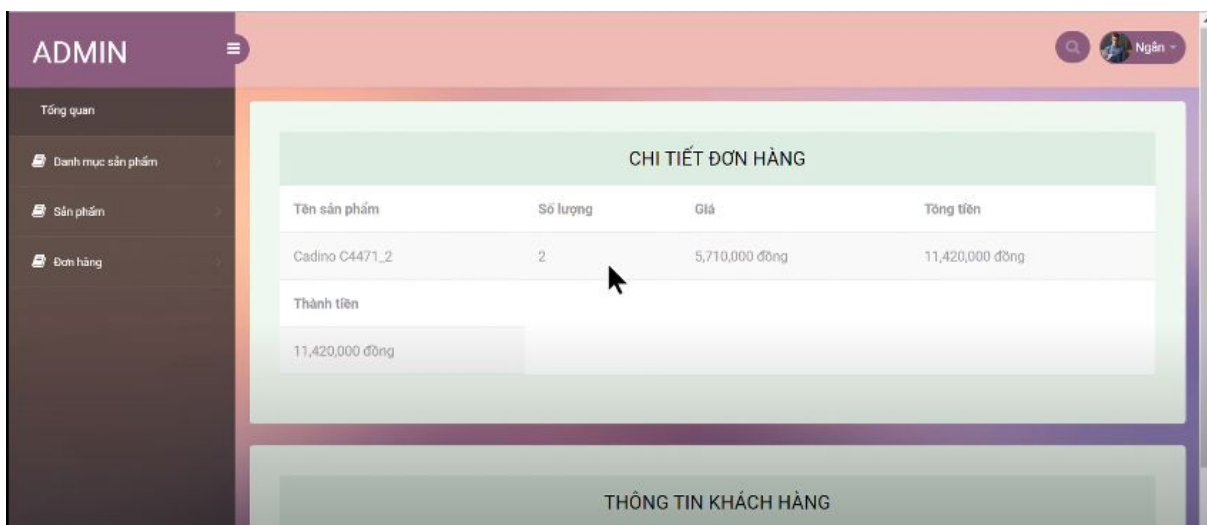 ADMIN
Ngân
Tổng quan
Danh mục sản phẩm
Sản phẩm
Đơn hàng
CHI TIẾT ĐƠN HÀNG
Tên sản phẩm Số lượng Giá Tổng tiền
Cadino C4471_2 2 5,710,000 đồng 11,420,000 đồng
Thành tiền
11,420,000 đồng
THÔNG TIN KHÁCH HÀNG